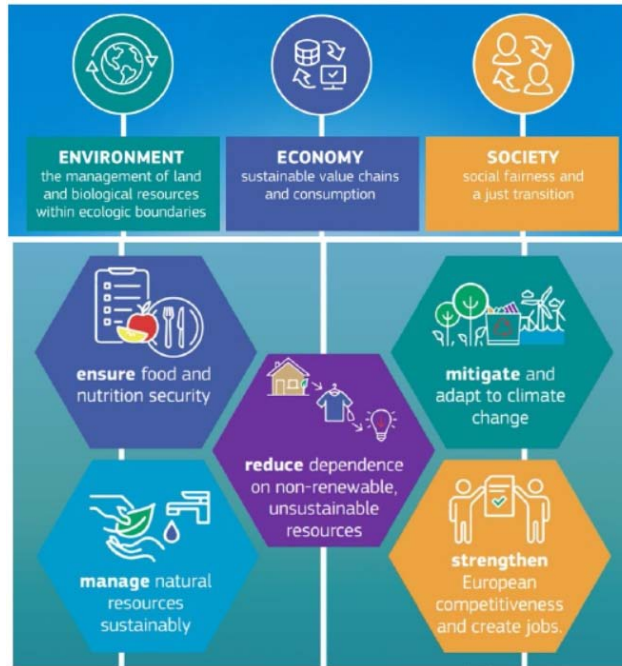 ENVIRONMENT
the management of land
and biological resources
within ecologic boundaries
ECONOMY
sustainable value chains
and consumption
SOCIETY
social fairness and
a just transition
ensure food and
nutrition security
mitigate and
adapt to climate
change
reduce dependence
on non-renewable,
unsustainable
resources
manage natural
resources
sustainably
strengthen
European
competitiveness
and create jobs.